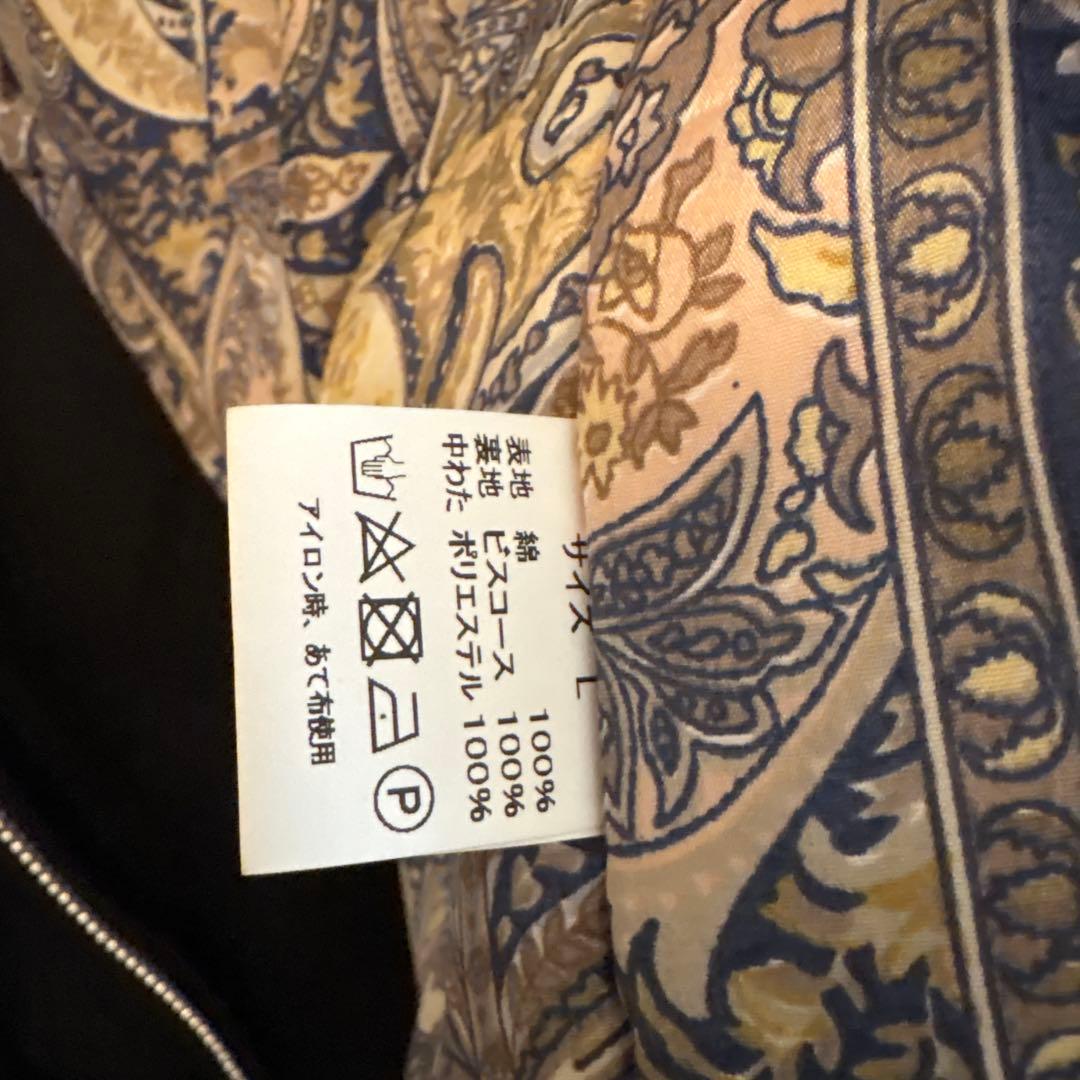 サイズ L
表地 綿 100%
裏地 ビスコース 100%
中わた ポリエステル 100%
P
アイロン時、あて布使用